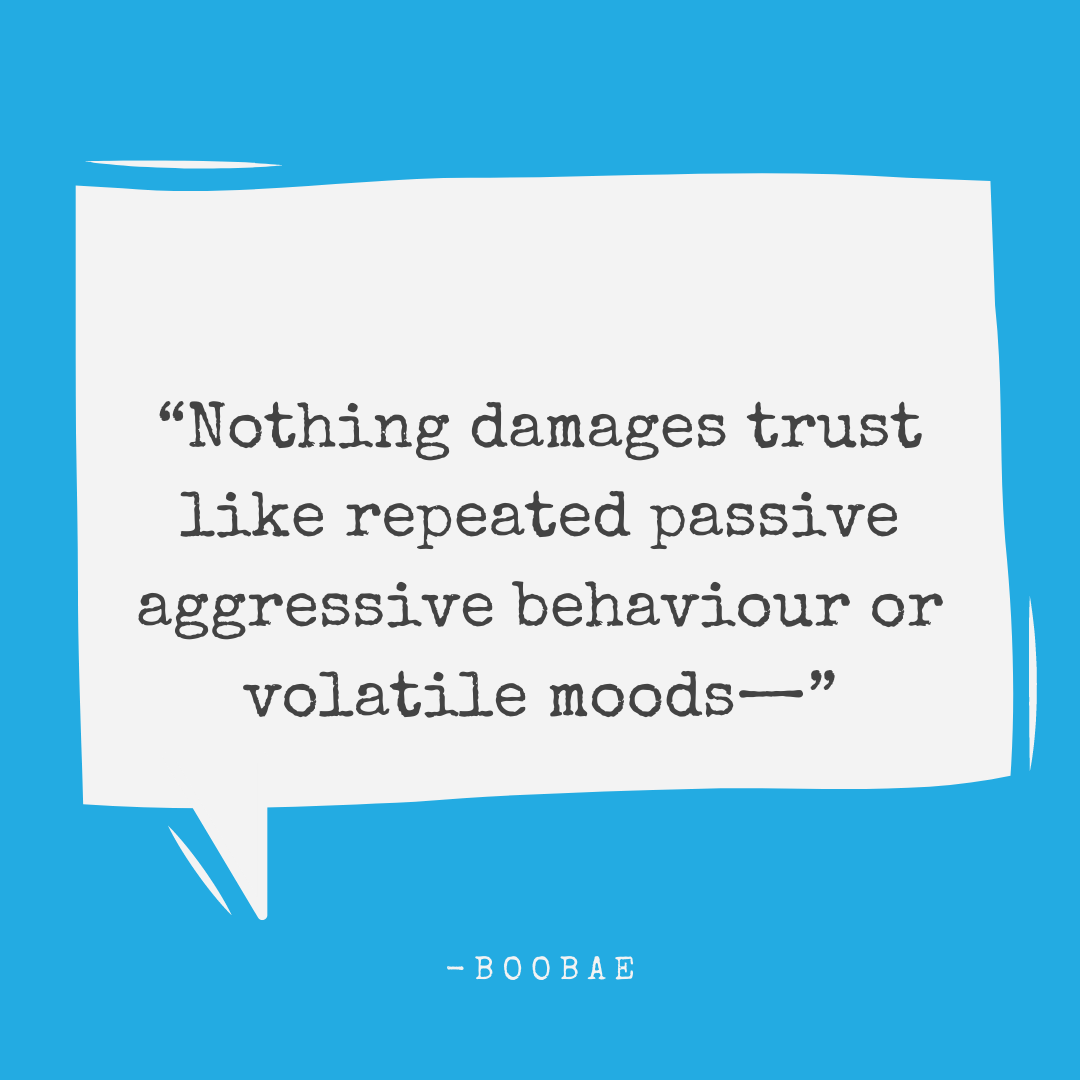 “Nothing damages trust
like repeated passive
aggressive behaviour or
volatile moods—”
–BOOBAE